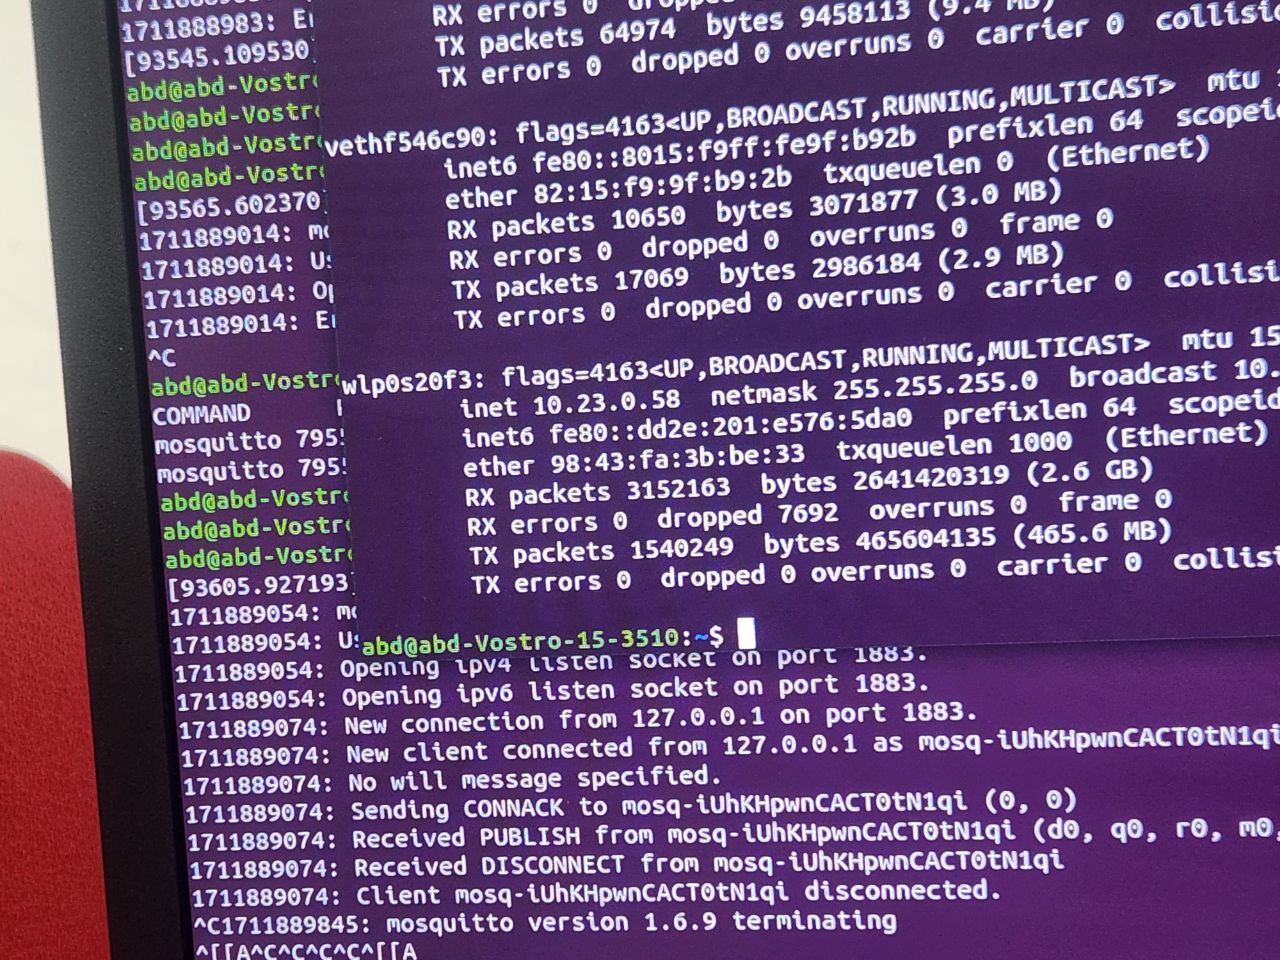 1711888983: E
[93545.109530
abd@abd-Vostr
abd@abd-Vostr
abd@abd-Vostr
abd@abd-Vostr
[93565.602370
1711889014: m
1711889014: U
1711889014: O
1711889014: E
^C
abd@abd-Vostr
COMMAND
mosquitto 795
mosquitto 795
abd@abd-Vostr
abd@abd-Vostr
abd@abd-Vostr
[93605.927193
1711889054: m
1711889054: U
RX errors 0 dropped
TX packets 64974 bytes 9458113 (9.4 MB)
TX errors 0 dropped 0 overruns 0 carrier 0 collisi
vethf546c90: flags=4163<UP,BROADCAST,RUNNING,MULTICAST> mtu
inet6 fe80::8015:f9ff:fe9f:b92b prefixlen 64 scopeid
ether 82:15:f9:9f:b9:2b txqueuelen 0 (Ethernet)
RX packets 10650 bytes 3071877 (3.0 MB)
RX errors 0 dropped 0 overruns 0 frame 0
TX packets 17069 bytes 2986184 (2.9 MB)
TX errors 0 dropped 0 overruns 0 carrier 0 collisi
wlp0s20f3: flags=4163<UP,BROADCAST,RUNNING,MULTICAST> mtu 15
inet 10.23.0.58 netmask 255.255.255.0 broadcast 10.
inet6 fe80::dd2e:201:e576:5da0 prefixlen 64 scopeid
ether 98:43:fa:3b:be:33 txqueuelen 1000 (Ethernet)
RX packets 3152163 bytes 2641420319 (2.6 GB)
RX errors 0 dropped 7692 overruns 0 frame 0
TX packets 1540249 bytes 465604135 (465.6 MB)
TX errors 0 dropped 0 overruns 0 carrier 0 collisi
abd@abd-Vostro-15-3510:~$
1711889054: Opening ipv4 listen socket on port 1883.
1711889054: Opening ipv6 listen socket on port 1883.
1711889074: New connection from 127.0.0.1 on port 1883.
1711889074: New client connected from 127.0.0.1 as mosq-iUhKHpwnCACT0tN1qi
1711889074: No will message specified.
1711889074: Sending CONNACK to mosq-iUhKHpwnCACT0tN1qi (0, 0)
1711889074: Received PUBLISH from mosq-iUhKHpwnCACT0tN1qi (d0, q0, r0, m0,
1711889074: Received DISCONNECT from mosq-iUhKHpwnCACT0tN1qi
1711889074: Client mosq-iUhKHpwnCACT0tN1qi disconnected.
^C1711889845: mosquitto version 1.6.9 terminating
^[[A^C^C^C^C^[[A